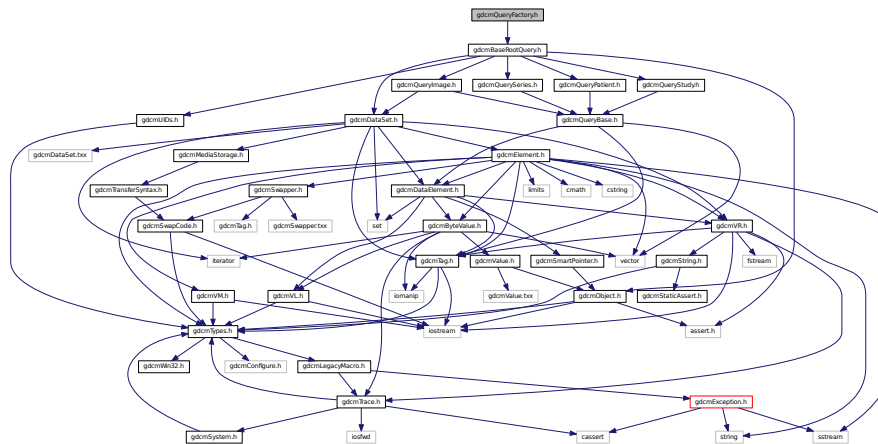 gdcmQueryFactory.h
gdcmBaseRootQuery.h
gdcmQueryImage.h
gdcmQuerySeries.h
gdcmQueryPatient.h
gdcmQueryStudy.h
gdcmUIDs.h
gdcmDataSet.h
gdcmQueryBase.h
gdcmDataSet.txx
gdcmMediaStorage.h
gdcmElement.h
gdcmTransferSyntax.h
gdcmSwapper.h
gdcmDataElement.h
limits
cmath
cstring
gdcmSwapCode.h
gdcmTag.h
gdcmSwapper.txx
set
gdcmByteValue.h
gdcmVR.h
iterator
gdcmTag.h
gdcmValue.h
gdcmSmartPointer.h
vector
gdcmString.h
fstream
gdcmVM.h
gdcmVL.h
iomanip
gdcmValue.txx
gdcmObject.h
gdcmStaticAssert.h
gdcmTypes.h
iostream
assert.h
gdcmWin32.h
gdcmConfigure.h
gdcmLegacyMacro.h
gdcmTrace.h
gdcmException.h
gdcmSystem.h
iosfwd
cassert
string
sstream